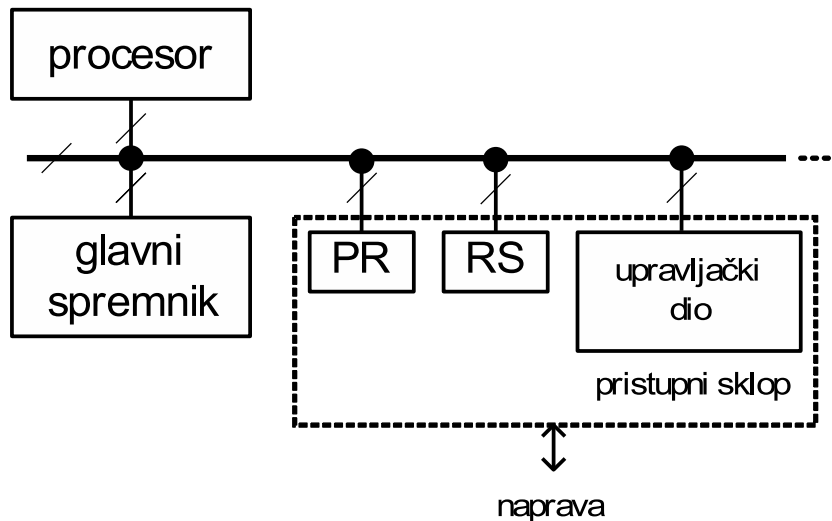 procesor
glavni
spremnik
PR
RS
upravljački
dio
pristupni sklop
naprava